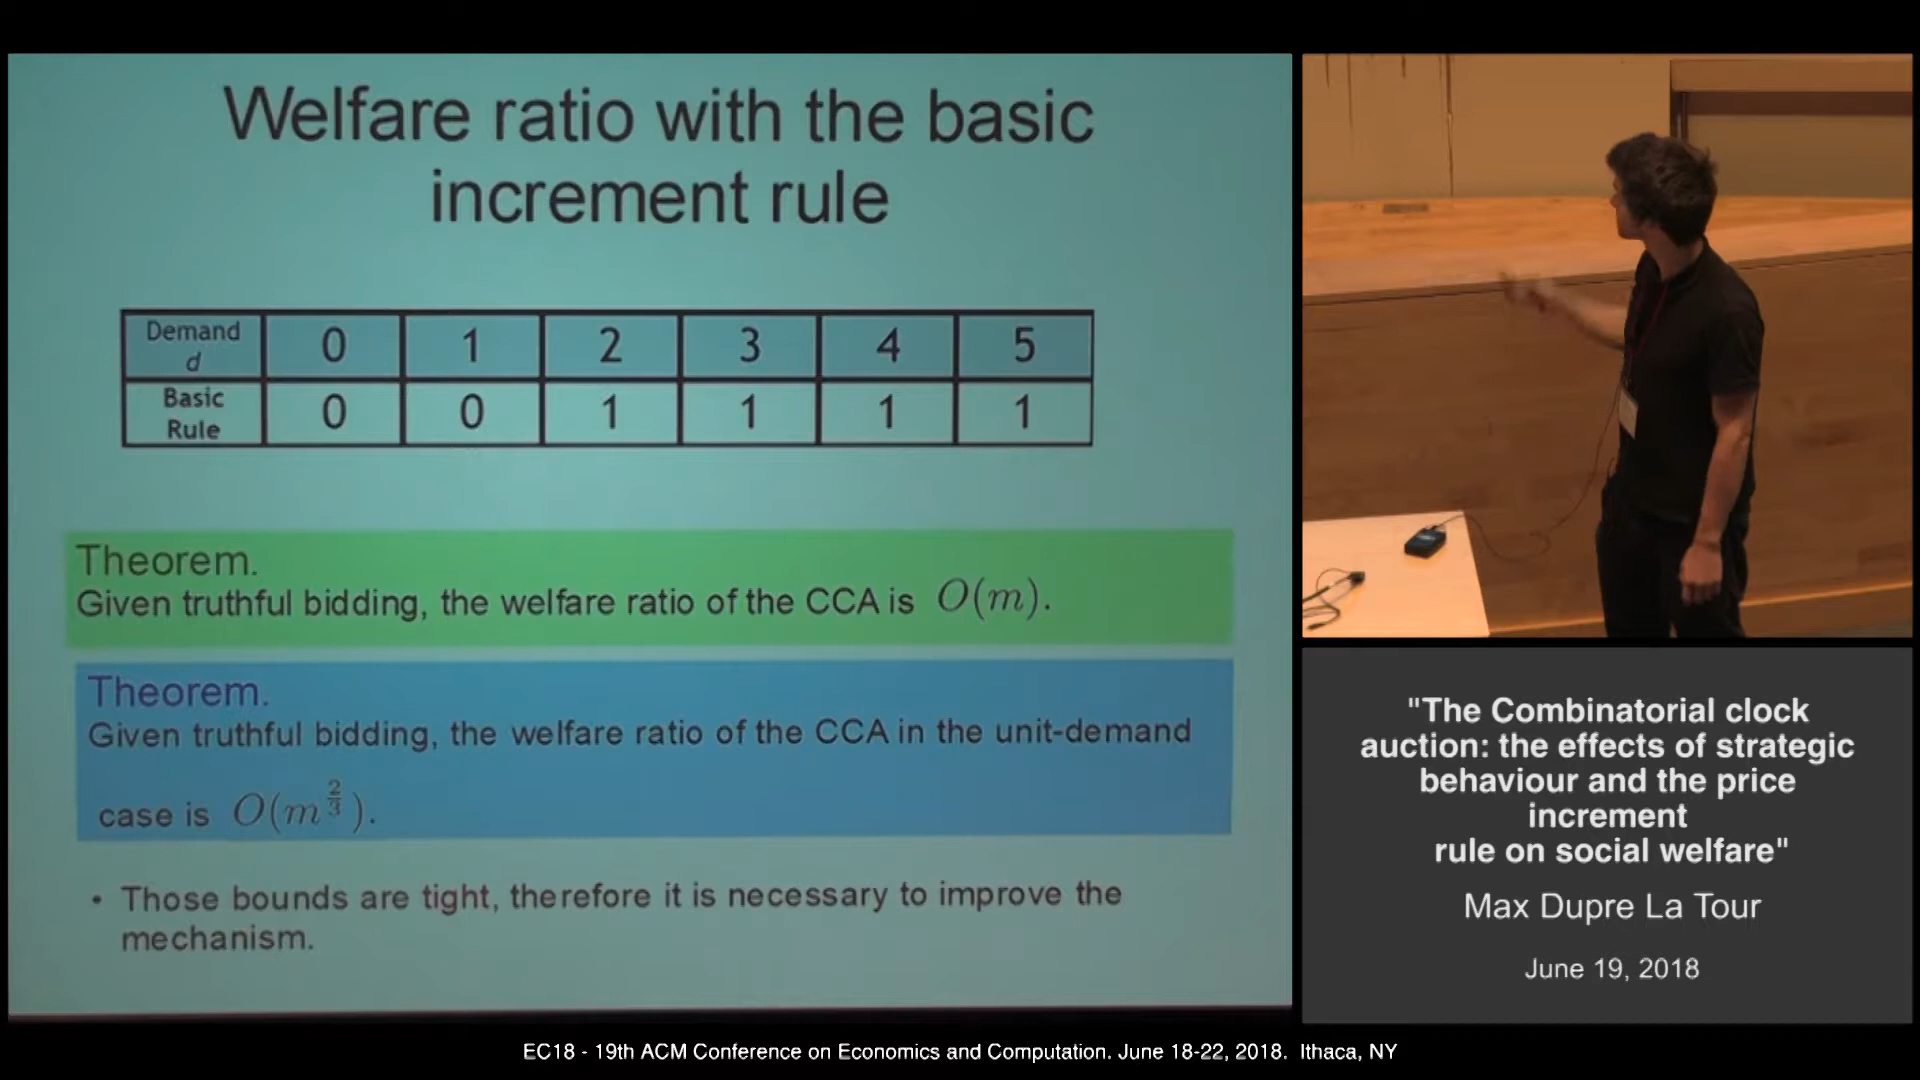 Welfare ratio with the basic
increment rule
Demand d 0 1 2 3 4 5
Basic Rule 0 0 1 1 1 1
Theorem.
Given truthful bidding, the welfare ratio of the CCA is O(m).
Theorem.
Given truthful bidding, the welfare ratio of the CCA in the unit-demand
case is O(m^{2/3}).
• Those bounds are tight, therefore it is necessary to improve the
mechanism.
"The Combinatorial clock
auction: the effects of strategic
behaviour and the price
increment
rule on social welfare"
Max Dupre La Tour
June 19, 2018
EC18 - 19th ACM Conference on Economics and Computation. June 18-22, 2018. Ithaca, NY